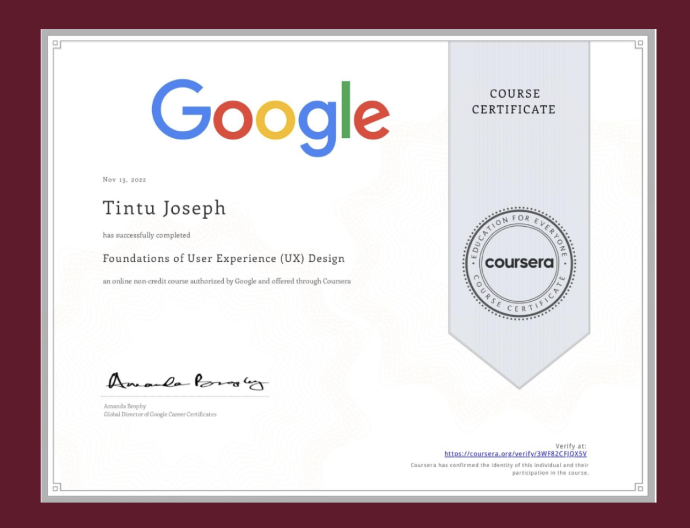 Google
COURSE
CERTIFICATE
Nov 13, 2022
Tintu Joseph
has successfully completed
Foundations of User Experience (UX) Design
an online non-credit course authorized by Google and offered through Coursera
EDUCATION FOR EVERYONE
coursera
COURSE CERTIFICATE
Amanda Brophy
Amanda Brophy
Global Director of Google Career Certificates
Verify at:
https://coursera.org/verify/3WF82CFJQX5V
Coursera has confirmed the identity of this individual and their
participation in the course.